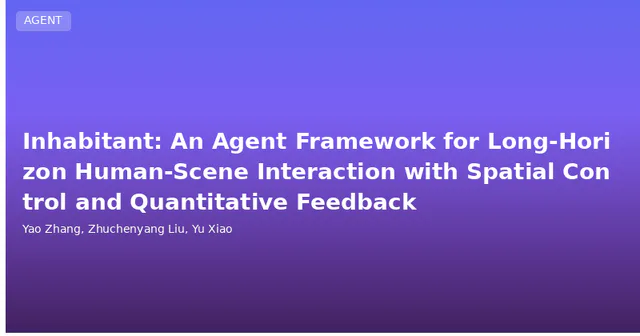 AGENT
Inhabitant: An Agent Framework for Long-Hori
zon Human-Scene Interaction with Spatial Con
trol and Quantitative Feedback
Yao Zhang, Zhuchenyang Liu, Yu Xiao